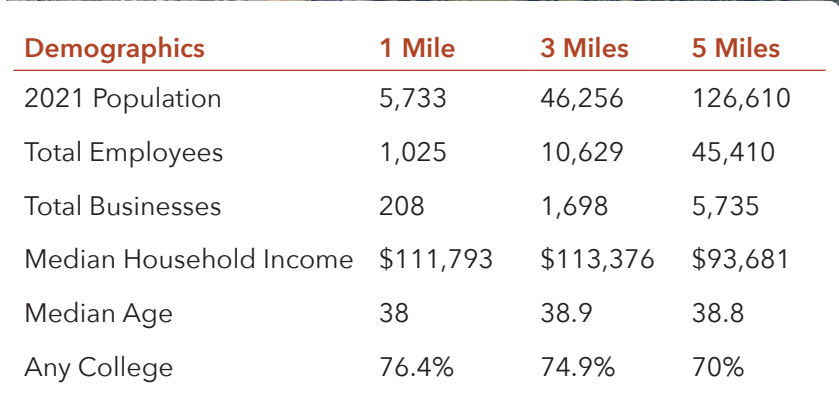 Demographics 1 Mile 3 Miles 5 Miles
2021 Population 5,733 46,256 126,610
Total Employees 1,025 10,629 45,410
Total Businesses 208 1,698 5,735
Median Household Income $111,793 $113,376 $93,681
Median Age 38 38.9 38.8
Any College 76.4% 74.9% 70%